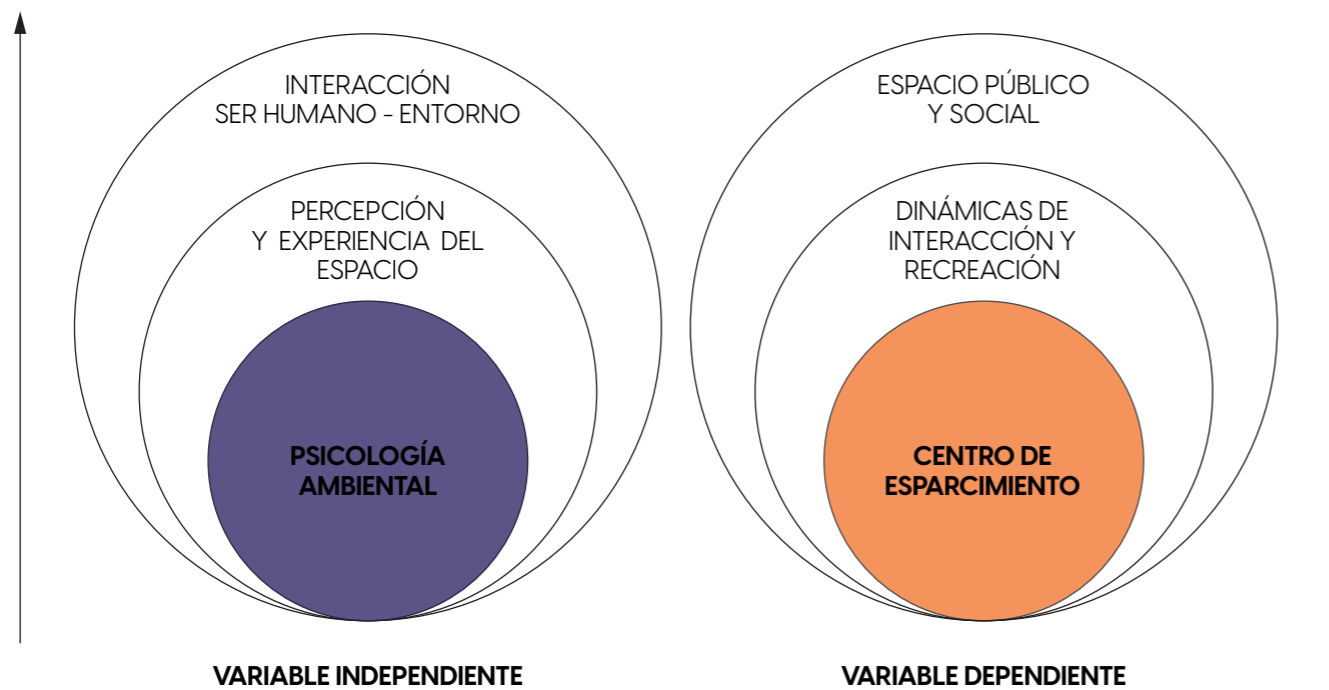 INTERACCIÓN
SER HUMANO - ENTORNO
PERCEPCIÓN
Y EXPERIENCIA DEL
ESPACIO
PSICOLOGÍA
AMBIENTAL
VARIABLE INDEPENDIENTE
ESPACIO PÚBLICO
Y SOCIAL
DINÁMICAS DE
INTERACCIÓN Y
RECREACIÓN
CENTRO DE
ESPARCIMIENTO
VARIABLE DEPENDIENTE